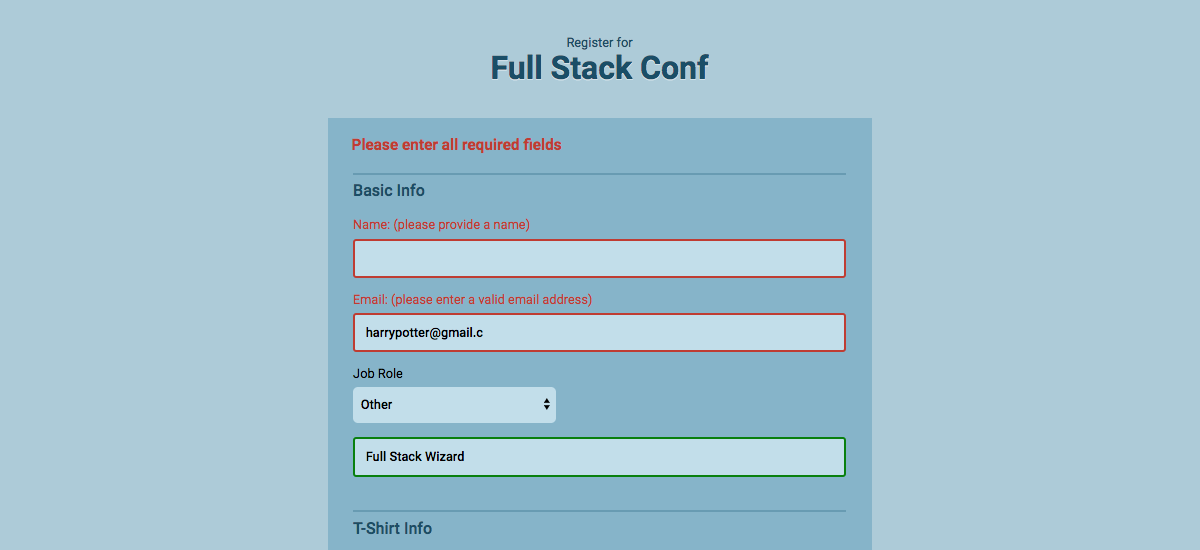 Register for
Full Stack Conf
Please enter all required fields
Basic Info
Name: (please provide a name)
Email: (please enter a valid email address)
harrypotter@gmail.c
Job Role
Other
Full Stack Wizard
T-Shirt Info